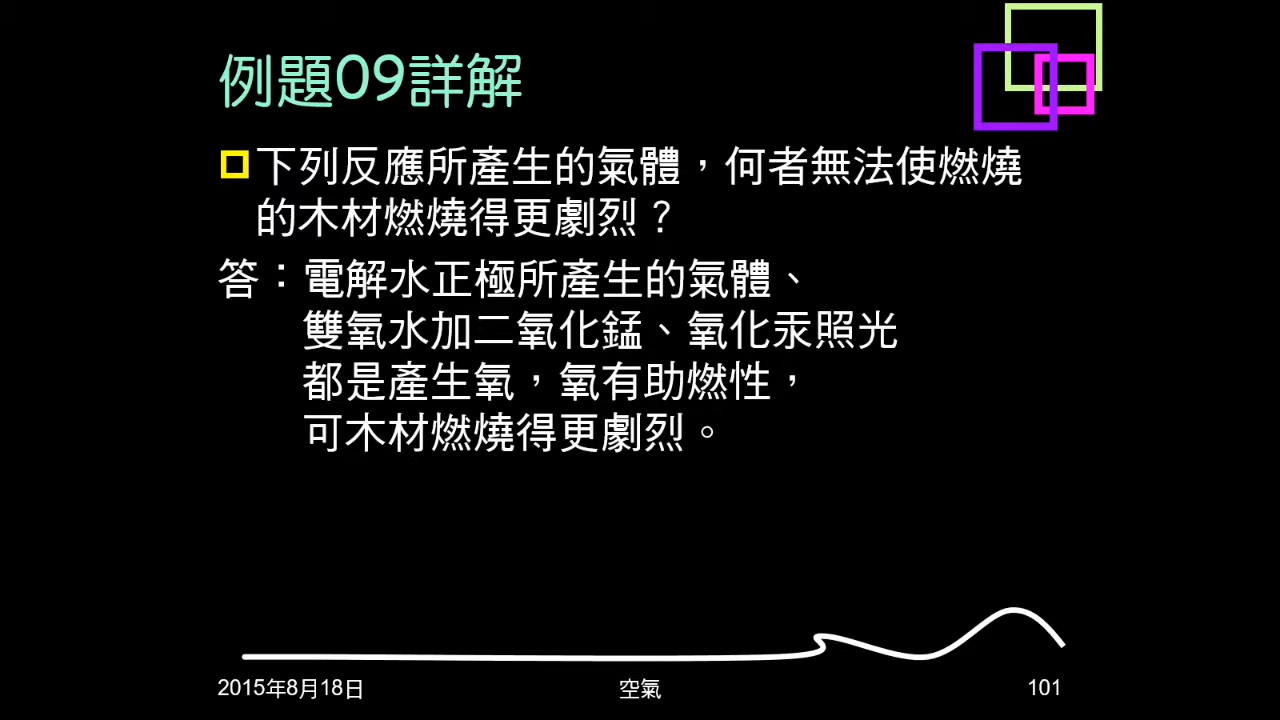 例題09詳解
下列反應所產生的氣體，何者無法使燃燒
的木材燃燒得更劇烈？
答：電解水正極所產生的氣體、
雙氧水加二氧化錳、氧化汞照光
都是產生氧，氧有助燃性，
可木材燃燒得更劇烈。
2015年8月18日
空氣
101